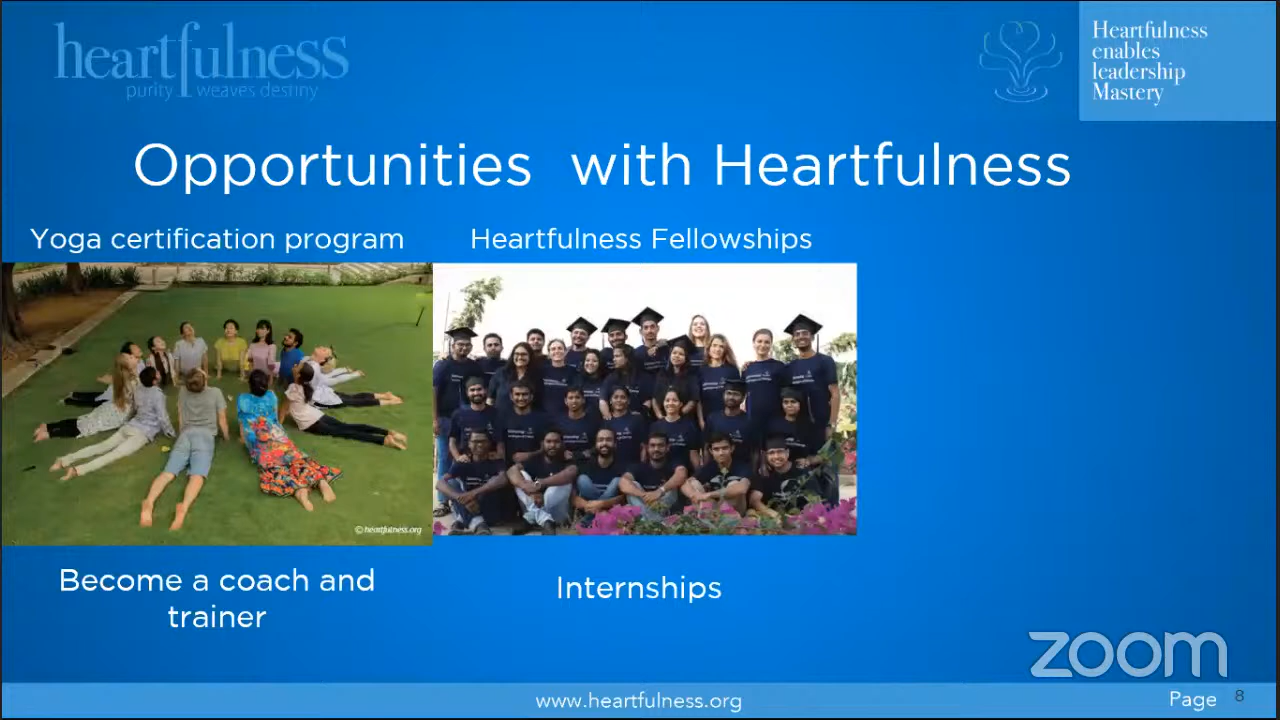 heartfulness
purity weaves destiny
Heartfulness
enables
leadership
Mastery
Opportunities with Heartfulness
Yoga certification program
Heartfulness Fellowships
© heartfulness.org
Become a coach and
trainer
Internships
zoom
www.heartfulness.org
Page 8